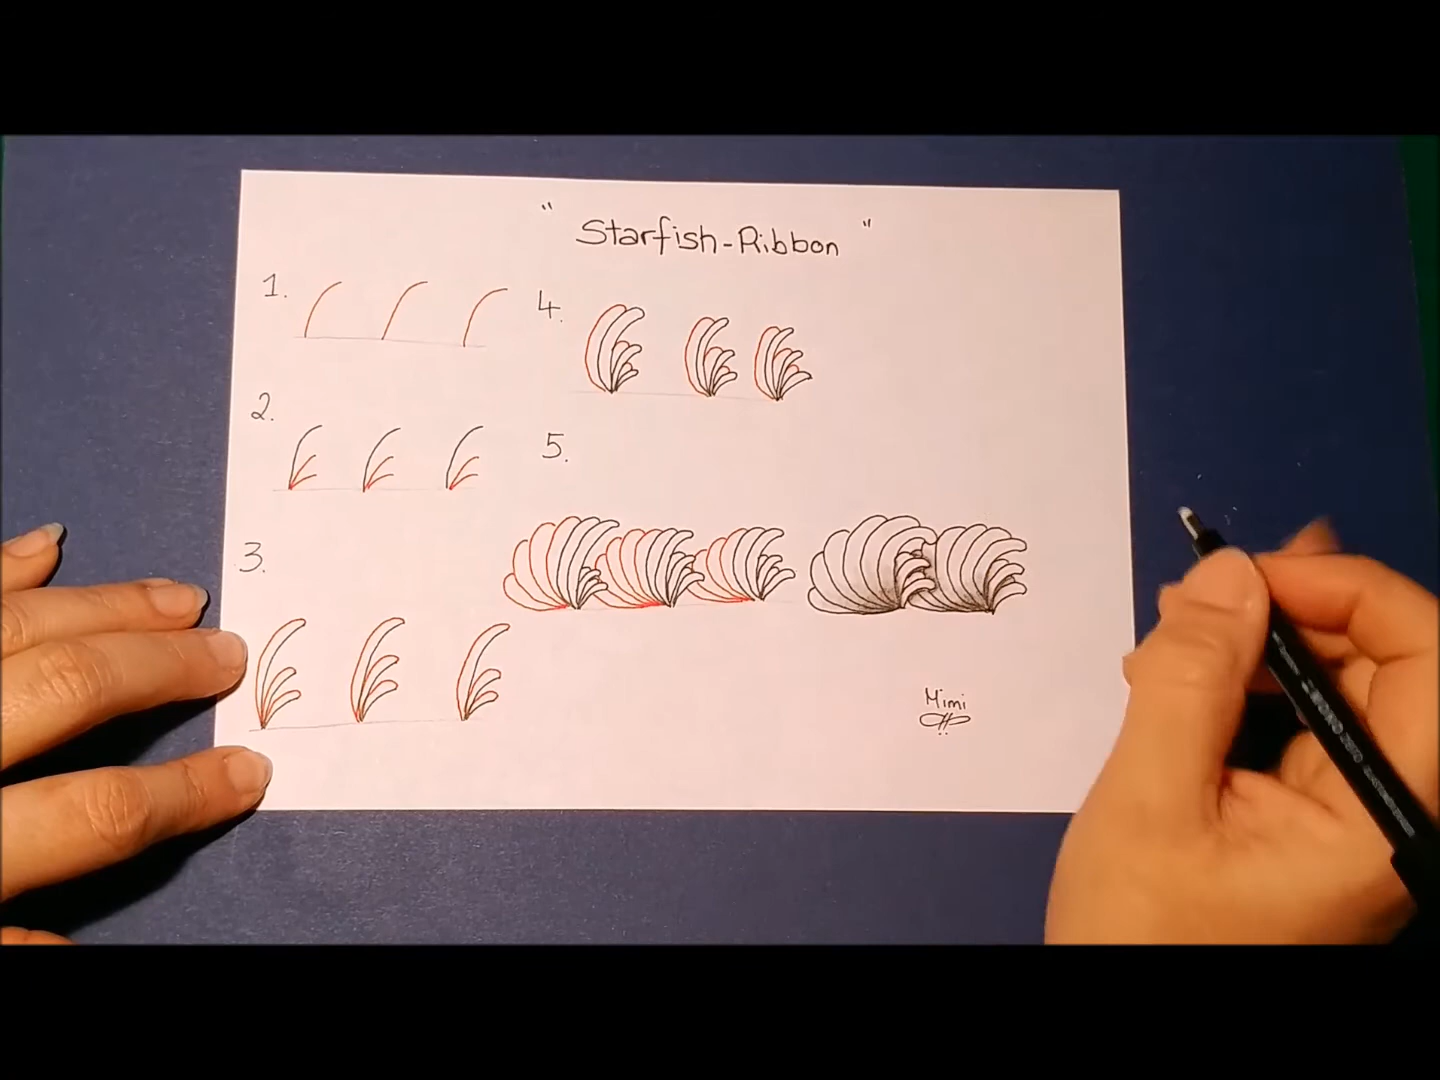 " Starfish-Ribbon "
1.
2.
3.
4.
5.
Mimi